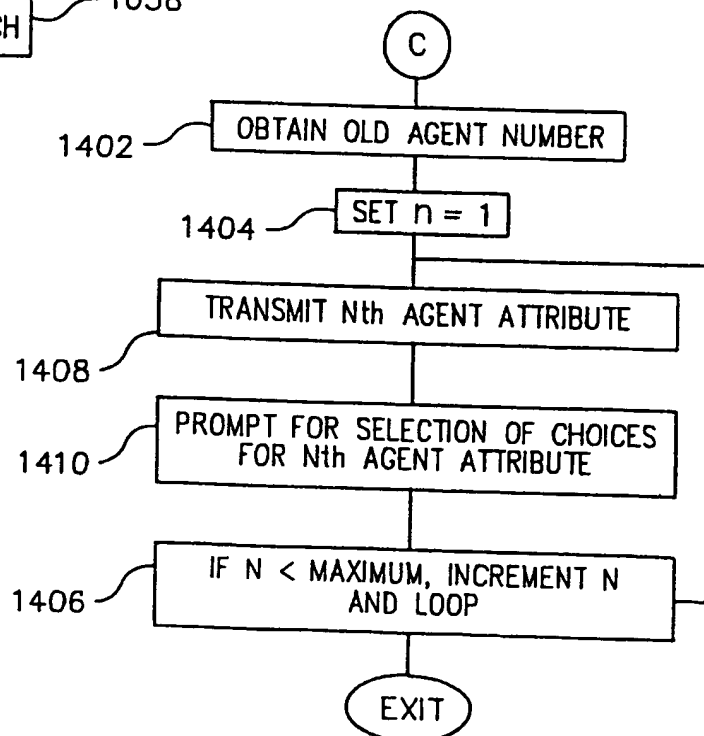 CH
C
1402
OBTAIN OLD AGENT NUMBER
1404
SET n = 1
TRANSMIT Nth AGENT ATTRIBUTE
1408
PROMPT FOR SELECTION OF CHOICES
FOR Nth AGENT ATTRIBUTE
1410
IF N < MAXIMUM, INCREMENT N
AND LOOP
1406
EXIT